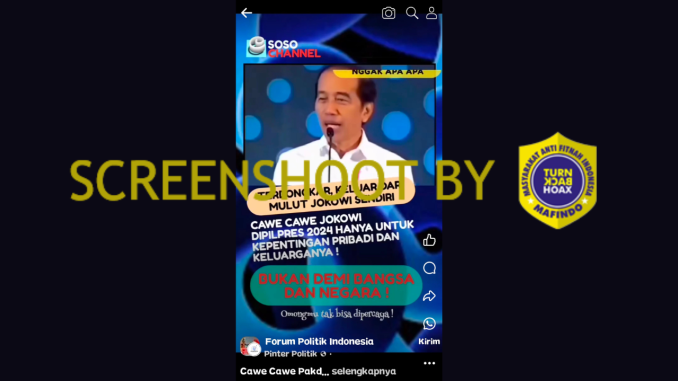 SOSO
CHANNEL
NGGAK APA APA
TERBONGKAR, KELUAR DARI
MULUT JOKOWI SENDIRI
CAWE CAWE JOKOWI
DIPILPRES 2024 HANYA UNTUK
KEPENTINGAN PRIBADI DAN
KELUARGANYA !
BUKAN DEMI BANGSA
DAN NEGARA !
Omongmu tak bisa dipercaya !
Forum Politik Indonesia
Pinter Politik
Kirim
Cawe Cawe Pakd... selengkapnya
SCREENSHOOT BY
MASYARAKAT ANTI FITNAH INDONESIA
TURN
BACK
HOAX
MAFINDO